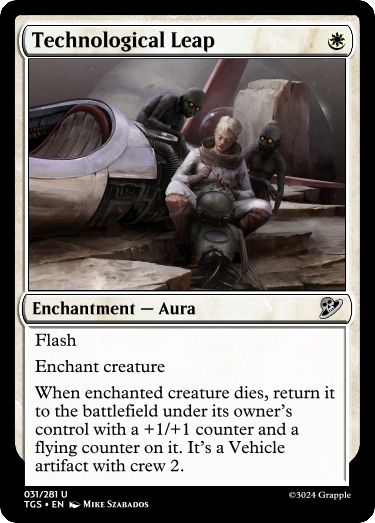 Technological Leap
Enchantment — Aura
Flash
Enchant creature
When enchanted creature dies, return it
to the battlefield under its owner's
control with a +1/+1 counter and a
flying counter on it. It's a Vehicle
artifact with crew 2.
031/281 U
TGS • EN Mike Szabados
©3024 Grapple